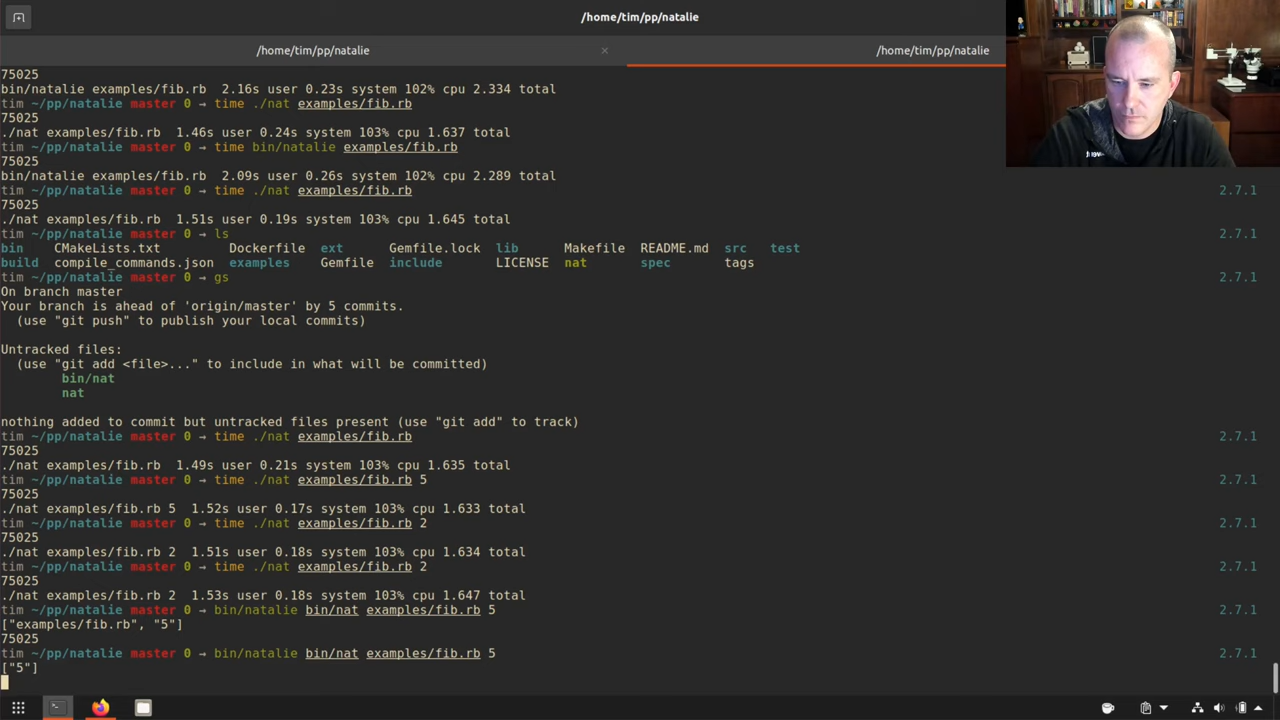 /home/tim/pp/natalie
/home/tim/pp/natalie × /home/tim/pp/natalie
75025
bin/natalie examples/fib.rb  2.16s user 0.23s system 102% cpu 2.334 total
tim ~/pp/natalie master 0 → time ./nat examples/fib.rb
75025
./nat examples/fib.rb  1.46s user 0.24s system 103% cpu 1.637 total
tim ~/pp/natalie master 0 → time bin/natalie examples/fib.rb
75025
bin/natalie examples/fib.rb  2.09s user 0.26s system 102% cpu 2.289 total
tim ~/pp/natalie master 0 → time ./nat examples/fib.rb 2.7.1
75025
./nat examples/fib.rb  1.51s user 0.19s system 103% cpu 1.645 total
tim ~/pp/natalie master 0 → ls 2.7.1
bin CMakeLists.txt Dockerfile ext Gemfile.lock lib Makefile README.md src test
build compile_commands.json examples Gemfile include LICENSE nat spec tags
tim ~/pp/natalie master 0 → gs 2.7.1
On branch master
Your branch is ahead of 'origin/master' by 5 commits.
(use "git push" to publish your local commits)
Untracked files:
(use "git add <file>..." to include in what will be committed)
bin/nat
nat
nothing added to commit but untracked files present (use "git add" to track)
tim ~/pp/natalie master 0 → time ./nat examples/fib.rb 2.7.1
75025
./nat examples/fib.rb  1.49s user 0.21s system 103% cpu 1.635 total
tim ~/pp/natalie master 0 → time ./nat examples/fib.rb 5 2.7.1
75025
./nat examples/fib.rb 5  1.52s user 0.17s system 103% cpu 1.633 total
tim ~/pp/natalie master 0 → time ./nat examples/fib.rb 2 2.7.1
75025
./nat examples/fib.rb 2  1.51s user 0.18s system 103% cpu 1.634 total
tim ~/pp/natalie master 0 → time ./nat examples/fib.rb 2 2.7.1
75025
./nat examples/fib.rb 2  1.53s user 0.18s system 103% cpu 1.647 total
tim ~/pp/natalie master 0 → bin/natalie bin/nat examples/fib.rb 5 2.7.1
["examples/fib.rb", "5"]
75025
tim ~/pp/natalie master 0 → bin/natalie bin/nat examples/fib.rb 5 2.7.1
["5"]